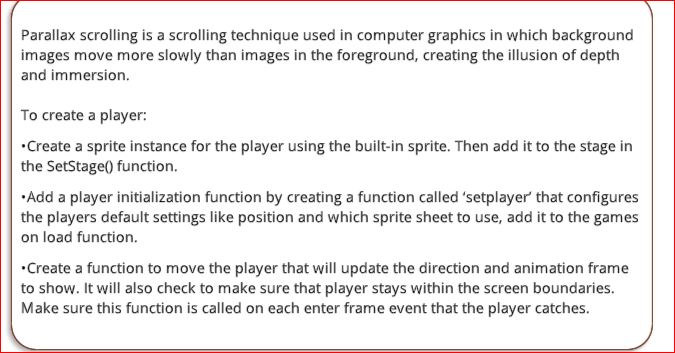 Parallax scrolling is a scrolling technique used in computer graphics in which background
images move more slowly than images in the foreground, creating the illusion of depth
and immersion.
To create a player:
•Create a sprite instance for the player using the built-in sprite. Then add it to the stage in
the SetStage() function.
•Add a player initialization function by creating a function called ‘setplayer’ that configures
the players default settings like position and which sprite sheet to use, add it to the games
on load function.
•Create a function to move the player that will update the direction and animation frame
to show. It will also check to make sure that player stays within the screen boundaries.
Make sure this function is called on each enter frame event that the player catches.